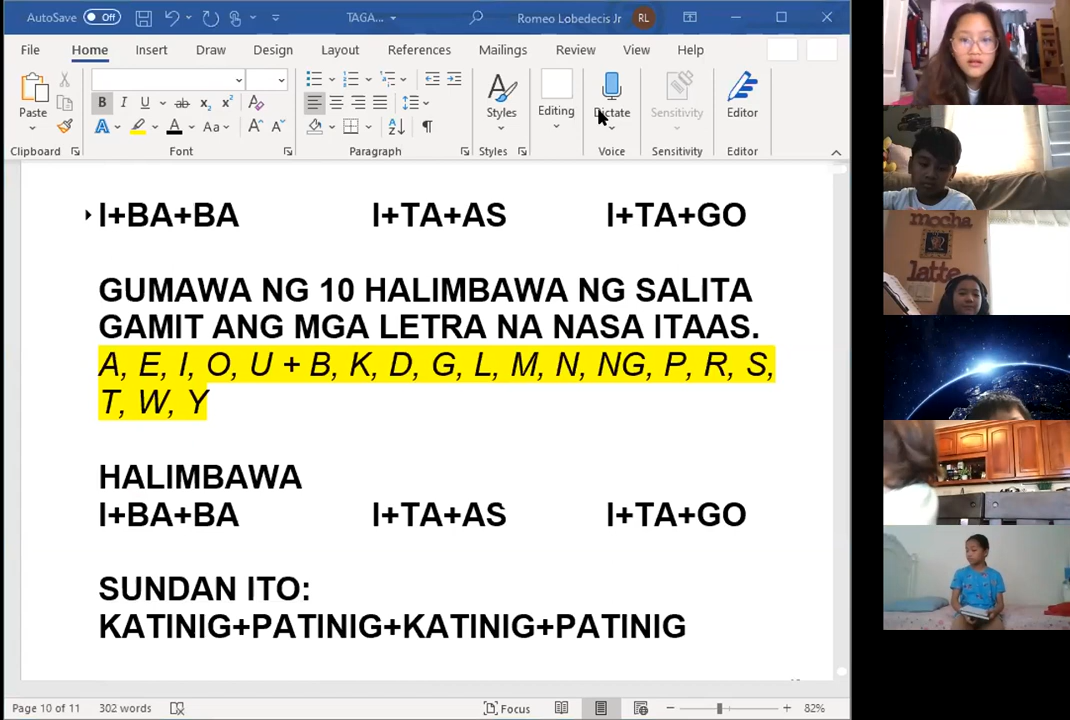 AutoSave Off TAGA... Romeo Lobedecis Jr RL
File Home Insert Draw Design Layout References Mailings Review View Help
Paste Styles Editing Dictate Sensitivity Editor
Clipboard Font Paragraph Styles Voice Sensitivity Editor
I+BA+BA I+TA+AS I+TA+GO
GUMAWA NG 10 HALIMBAWA NG SALITA
GAMIT ANG MGA LETRA NA NASA ITAAS.
A, E, I, O, U + B, K, D, G, L, M, N, NG, P, R, S,
T, W, Y
HALIMBAWA
I+BA+BA I+TA+AS I+TA+GO
SUNDAN ITO:
KATINIG+PATINIG+KATINIG+PATINIG
Page 10 of 11 302 words Focus 82%
mocha
latte